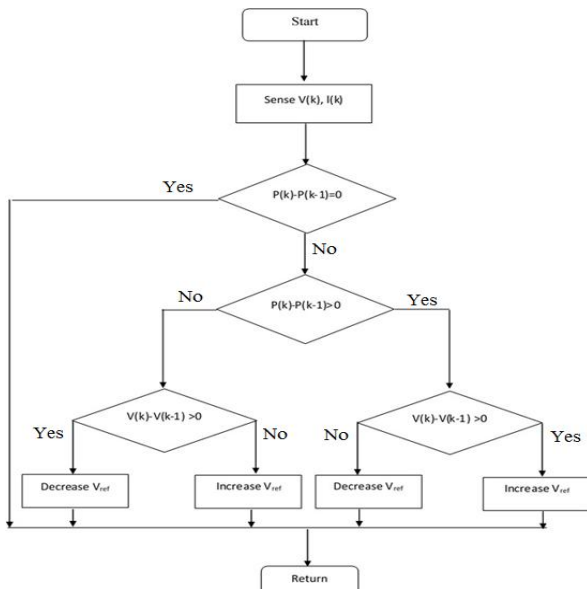 Start
Sense V(k), I(k)
Yes
P(k)-P(k-1)=0
No
No
P(k)-P(k-1)>0
Yes
V(k)-V(k-1) >0
V(k)-V(k-1) >0
Yes
No
No
Yes
Decrease Vref
Increase Vref
Decrease Vref
Increase Vref
Return